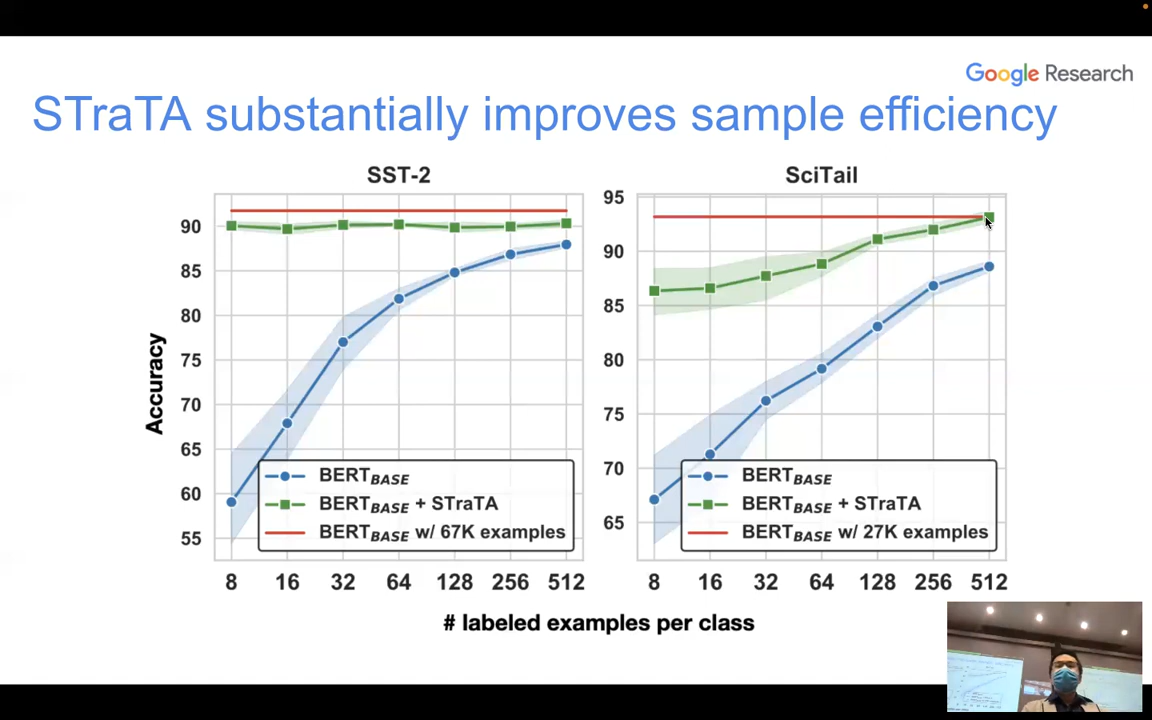 Google Research
STraTA substantially improves sample efficiency
SST-2
SciTail
Accuracy
90
85
80
75
70
65
60
55
95
90
85
80
75
70
65
BERTBASE
BERTBASE + STraTA
BERTBASE w/ 67K examples
BERTBASE
BERTBASE + STraTA
BERTBASE w/ 27K examples
8 16 32 64 128 256 512
8 16 32 64 128 256 512
# labeled examples per class